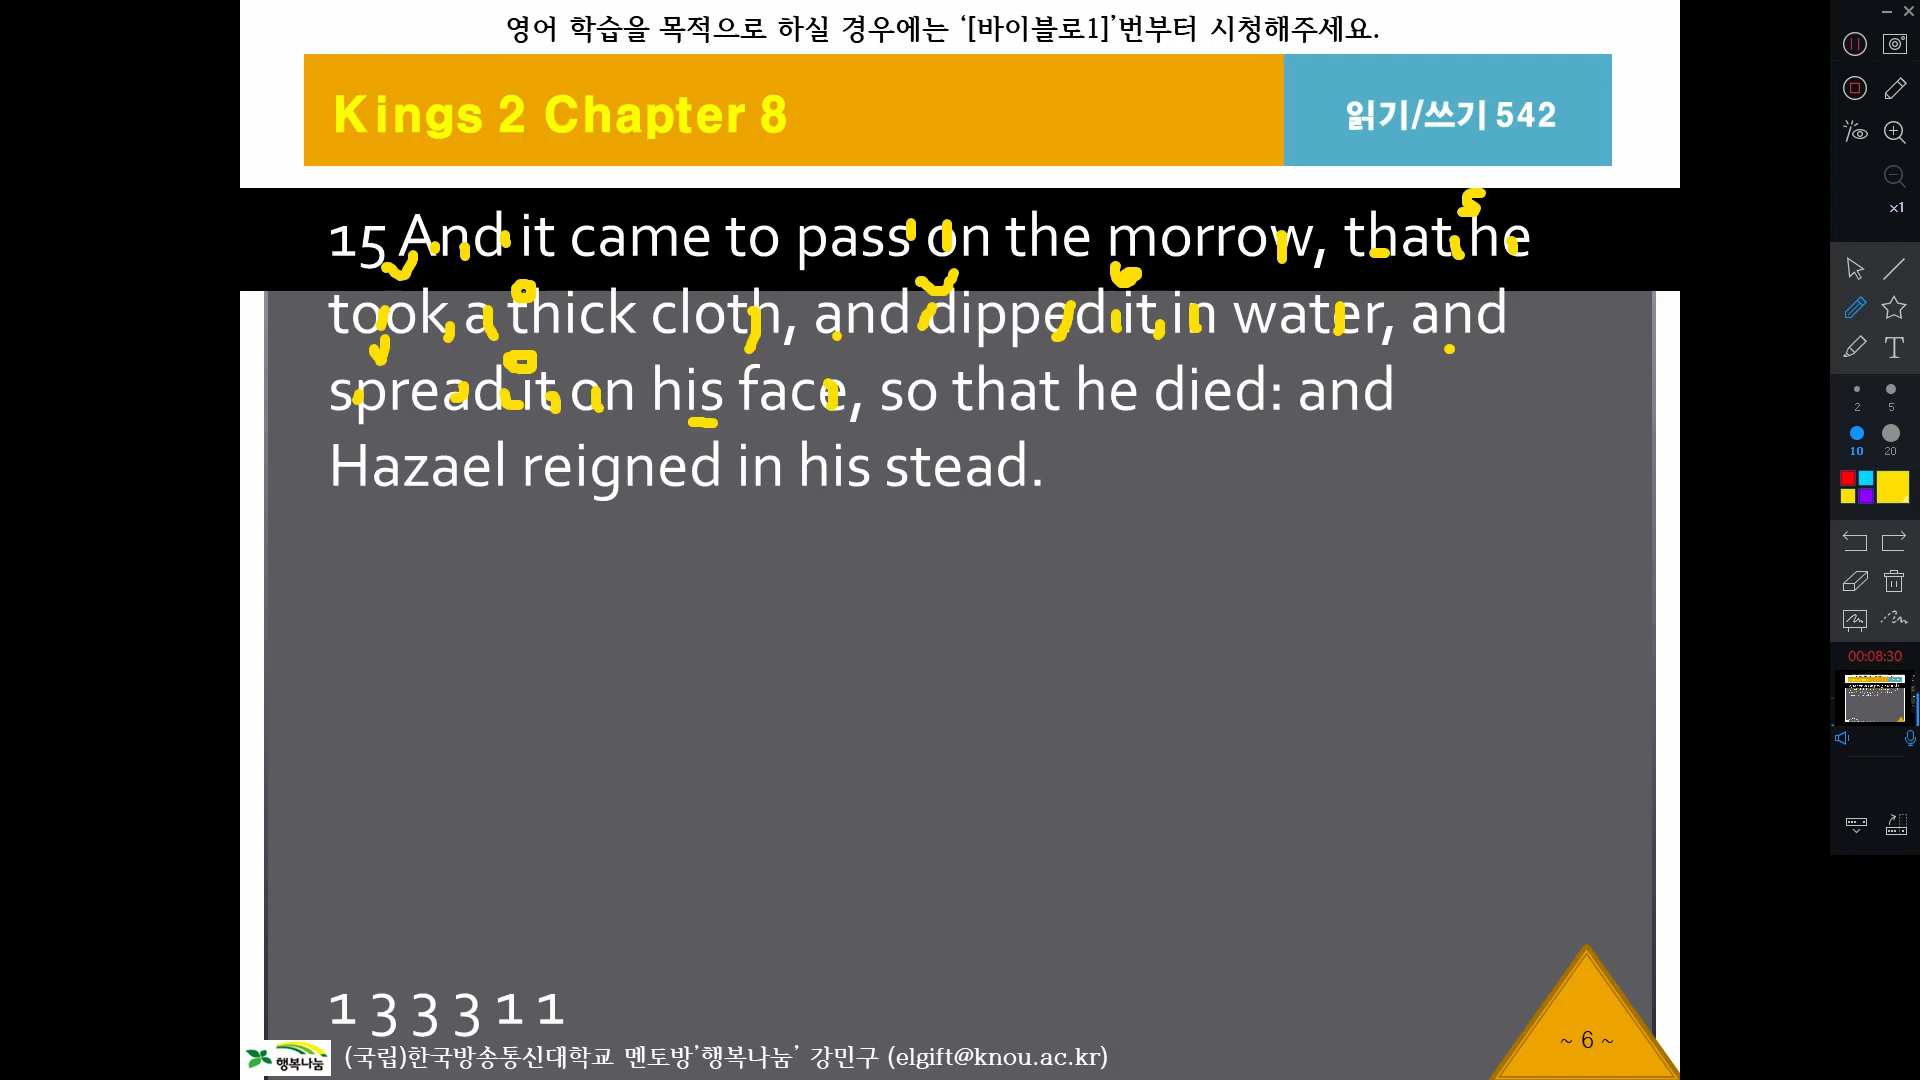 영어 학습을 목적으로 하실 경우에는 ‘[바이블로1]’번부터 시청해주세요.
Kings 2 Chapter 8
읽기/쓰기 542
15 And it came to pass on the morrow, that he
took a thick cloth, and dipped it in water, and
spread it on his face, so that he died: and
Hazael reigned in his stead.
1 3 3 3 1 1
행복나눔
(국립)한국방송통신대학교 멘토방’행복나눔’ 강민구 (elgift@knou.ac.kr)
~ 6 ~
x1
T
2 5
10 20
00:08:30